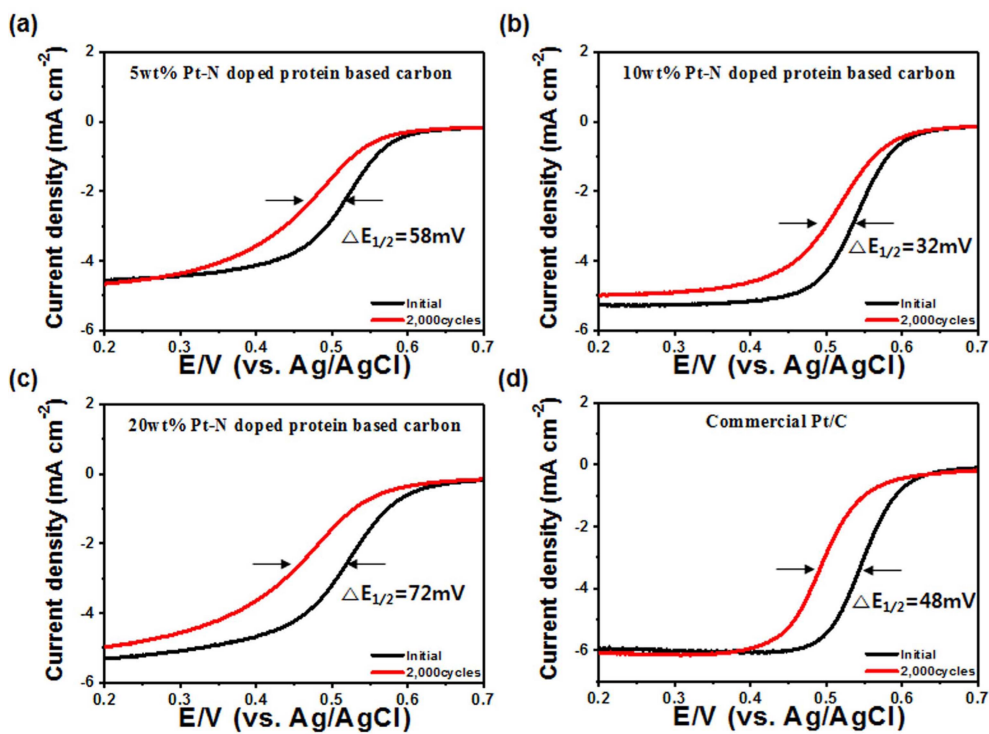 (a)
5wt% Pt-N doped protein based carbon
Current density (mA cm-2)
2
0
-2
-4
-6
△E1/2=58mV
Initial
2,000cycles
0.2 0.3 0.4 0.5 0.6 0.7
E/V (vs. Ag/AgCl)
(b)
10wt% Pt-N doped protein based carbon
Current density (mA cm-2)
2
0
-2
-4
-6
△E1/2=32mV
Initial
2,000cycles
0.2 0.3 0.4 0.5 0.6 0.7
E/V (vs. Ag/AgCl)
(c)
20wt% Pt-N doped protein based carbon
Current density (mA cm-2)
2
0
-2
-4
-6
△E1/2=72mV
Initial
2,000cycles
0.2 0.3 0.4 0.5 0.6 0.7
E/V (vs. Ag/AgCl)
(d)
Commercial Pt/C
Current density (mA cm-2)
2
0
-2
-4
-6
△E1/2=48mV
Initial
2,000cycles
0.2 0.3 0.4 0.5 0.6 0.7
E/V (vs. Ag/AgCl)